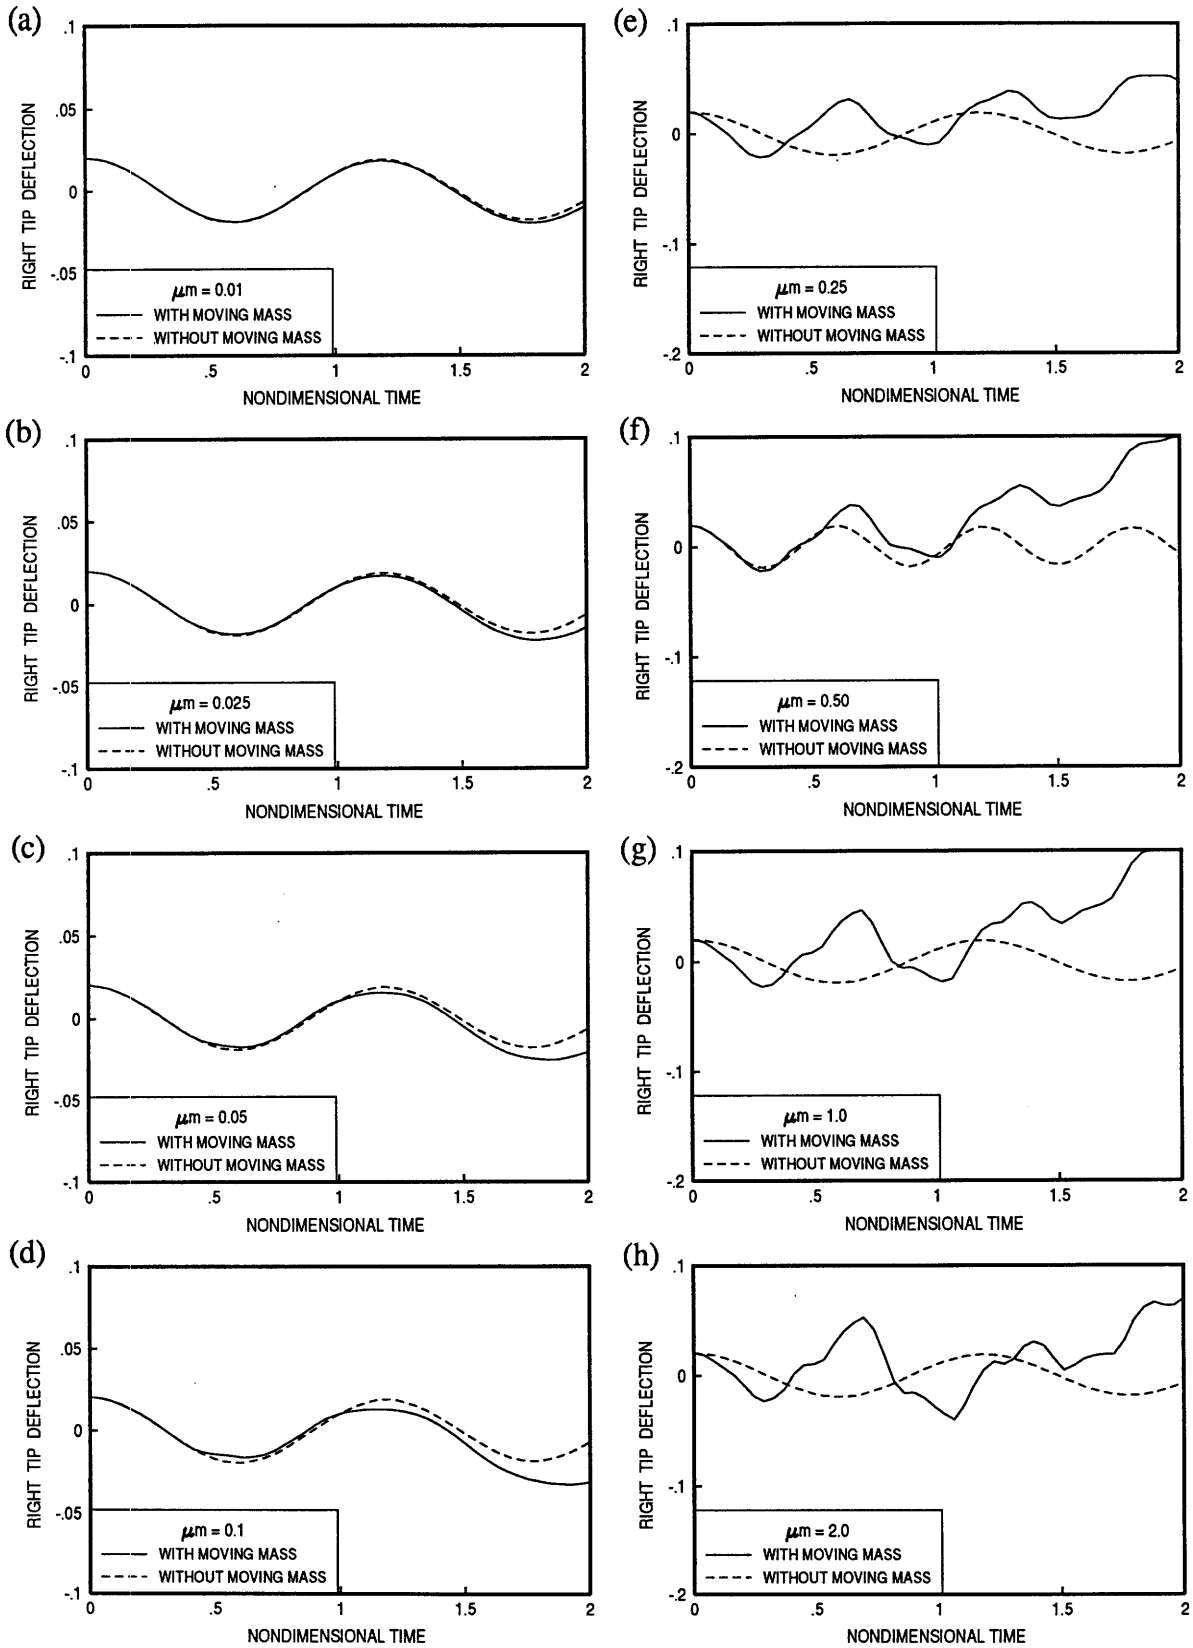 (a)
.1
.05
0
-.05
-.1
RIGHT TIP DEFLECTION
μm = 0.01
WITH MOVING MASS
WITHOUT MOVING MASS
0 .5 1 1.5 2
NONDIMENSIONAL TIME
(b)
.1
.05
0
-.05
-.1
RIGHT TIP DEFLECTION
μm = 0.025
WITH MOVING MASS
WITHOUT MOVING MASS
0 .5 1 1.5 2
NONDIMENSIONAL TIME
(c)
.1
.05
0
-.05
-.1
RIGHT TIP DEFLECTION
μm = 0.05
WITH MOVING MASS
WITHOUT MOVING MASS
0 .5 1 1.5 2
NONDIMENSIONAL TIME
(d)
.1
.05
0
-.05
-.1
RIGHT TIP DEFLECTION
μm = 0.1
WITH MOVING MASS
WITHOUT MOVING MASS
0 .5 1 1.5 2
NONDIMENSIONAL TIME
(e)
.1
0
-.1
-.2
RIGHT TIP DEFLECTION
μm = 0.25
WITH MOVING MASS
WITHOUT MOVING MASS
0 .5 1 1.5 2
NONDIMENSIONAL TIME
(f)
.1
0
-.1
-.2
RIGHT TIP DEFLECTION
μm = 0.50
WITH MOVING MASS
WITHOUT MOVING MASS
0 .5 1 1.5 2
NONDIMENSIONAL TIME
(g)
.1
0
-.1
-.2
RIGHT TIP DEFLECTION
μm = 1.0
WITH MOVING MASS
WITHOUT MOVING MASS
0 .5 1 1.5 2
NONDIMENSIONAL TIME
(h)
.1
0
-.1
-.2
RIGHT TIP DEFLECTION
μm = 2.0
WITH MOVING MASS
WITHOUT MOVING MASS
0 .5 1 1.5 2
NONDIMENSIONAL TIME